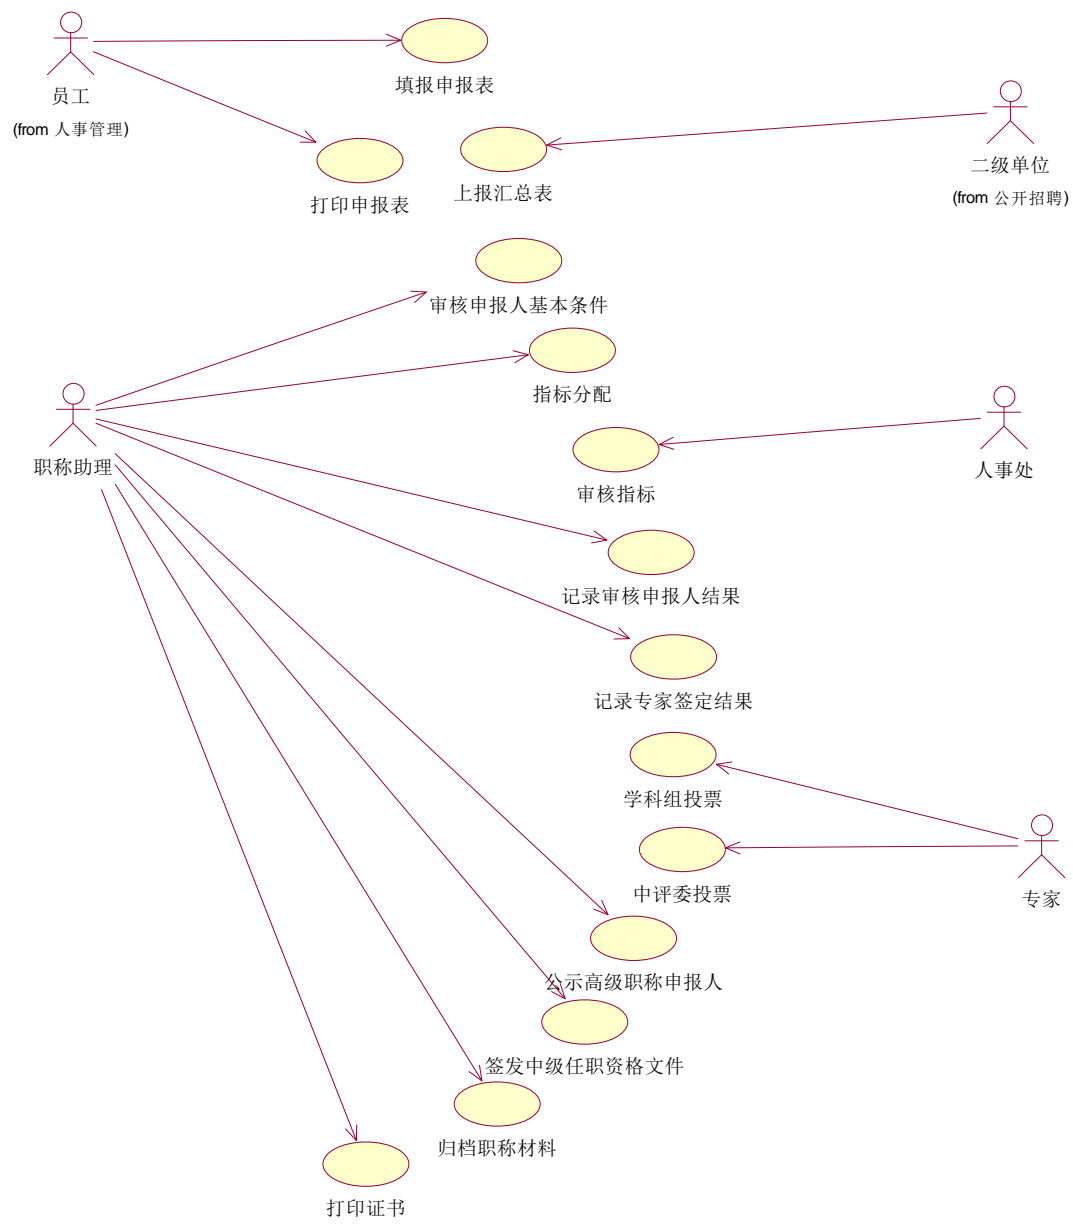 填报申报表
员工
(from 人事管理)
二级单位
(from 公开招聘)
上报汇总表
打印申报表
审核申报人基本条件
指标分配
职称助理
人事处
审核指标
记录审核申报人结果
记录专家签定结果
学科组投票
中评委投票
专家
公示高级职称申报人
签发中级任职资格文件
归档职称材料
打印证书